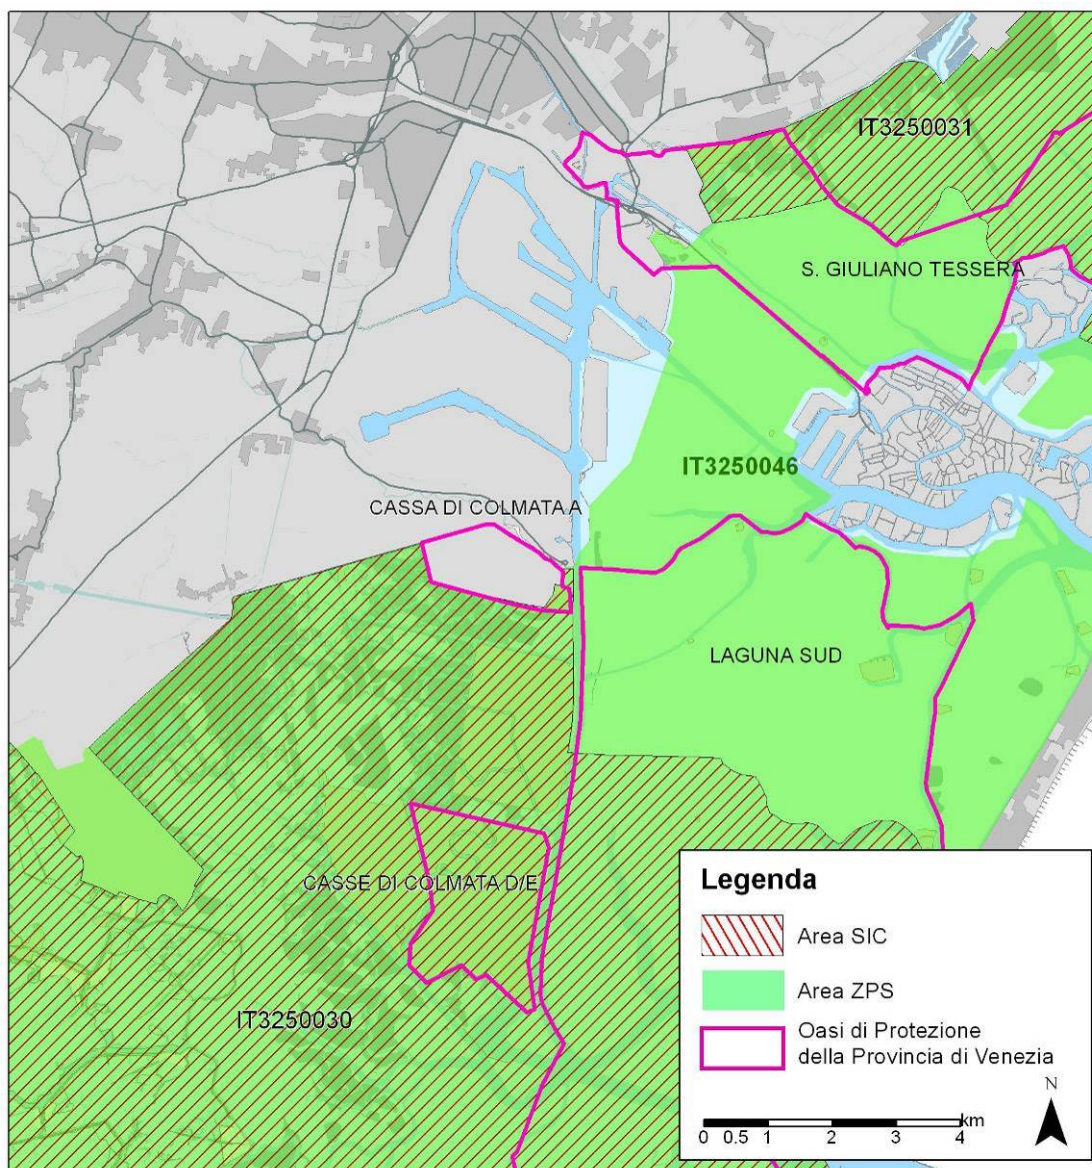 IT3250031
S. GIULIANO TESSERA
IT3250046
CASSA DI COLMATA A
LAGUNA SUD
CASSE DI COLMATA D/E
IT3250030
Legenda
Area SIC
Area ZPS
Oasi di Protezione
della Provincia di Venezia
N
km
0 0.5 1 2 3 4